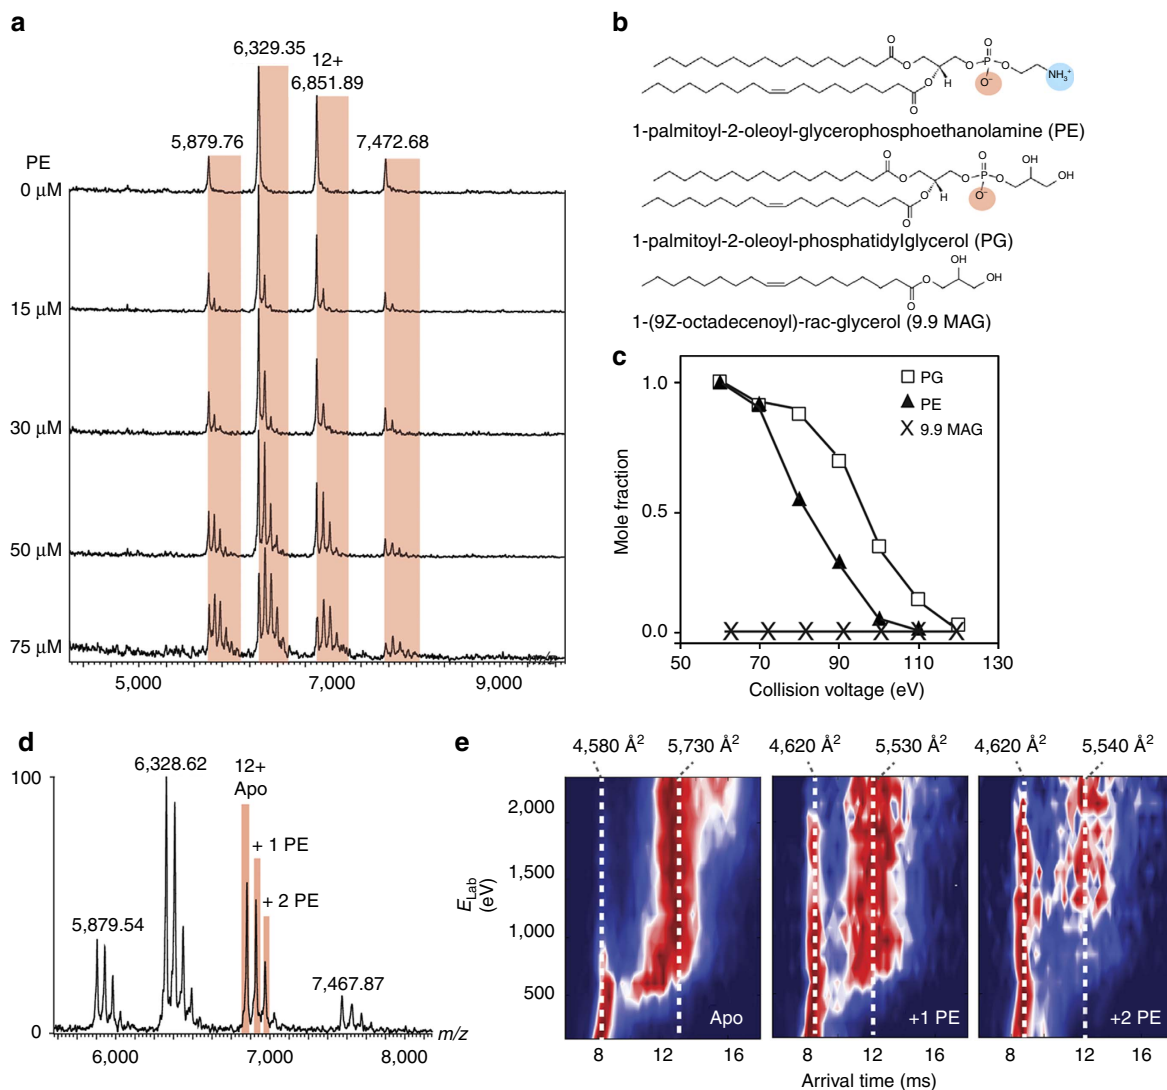 a
6,329.35
12+
6,851.89
5,879.76
7,472.68
PE
0 µM
15 µM
30 µM
50 µM
75 µM
5,000
7,000
9,000
b
O
O
O
P
O
O
O⁻
NH₃⁺
O
H
O
1-palmitoyl-2-oleoyl-glycerophosphoethanolamine (PE)
O
O
O
P
O
O
O⁻
OH
OH
O
H
O
1-palmitoyl-2-oleoyl-phosphatidylglycerol (PG)
OH
O
OH
O
1-(9Z-octadecenoyl)-rac-glycerol (9.9 MAG)
c
1.0
0.5
0.0
Mole fraction
PG
PE
9.9 MAG
50
70
90
110
130
Collision voltage (eV)
d
100
0
6,328.62
12+
Apo
+ 1 PE
+ 2 PE
5,879.54
7,467.87
m/z
6,000
7,000
8,000
e
4,580 Å²
5,730 Å²
4,620 Å²
5,530 Å²
4,620 Å²
5,540 Å²
2,000
1,500
1,000
500
E_Lab
(eV)
Apo
+1 PE
+2 PE
8
12
16
8
12
16
8
12
16
Arrival time (ms)